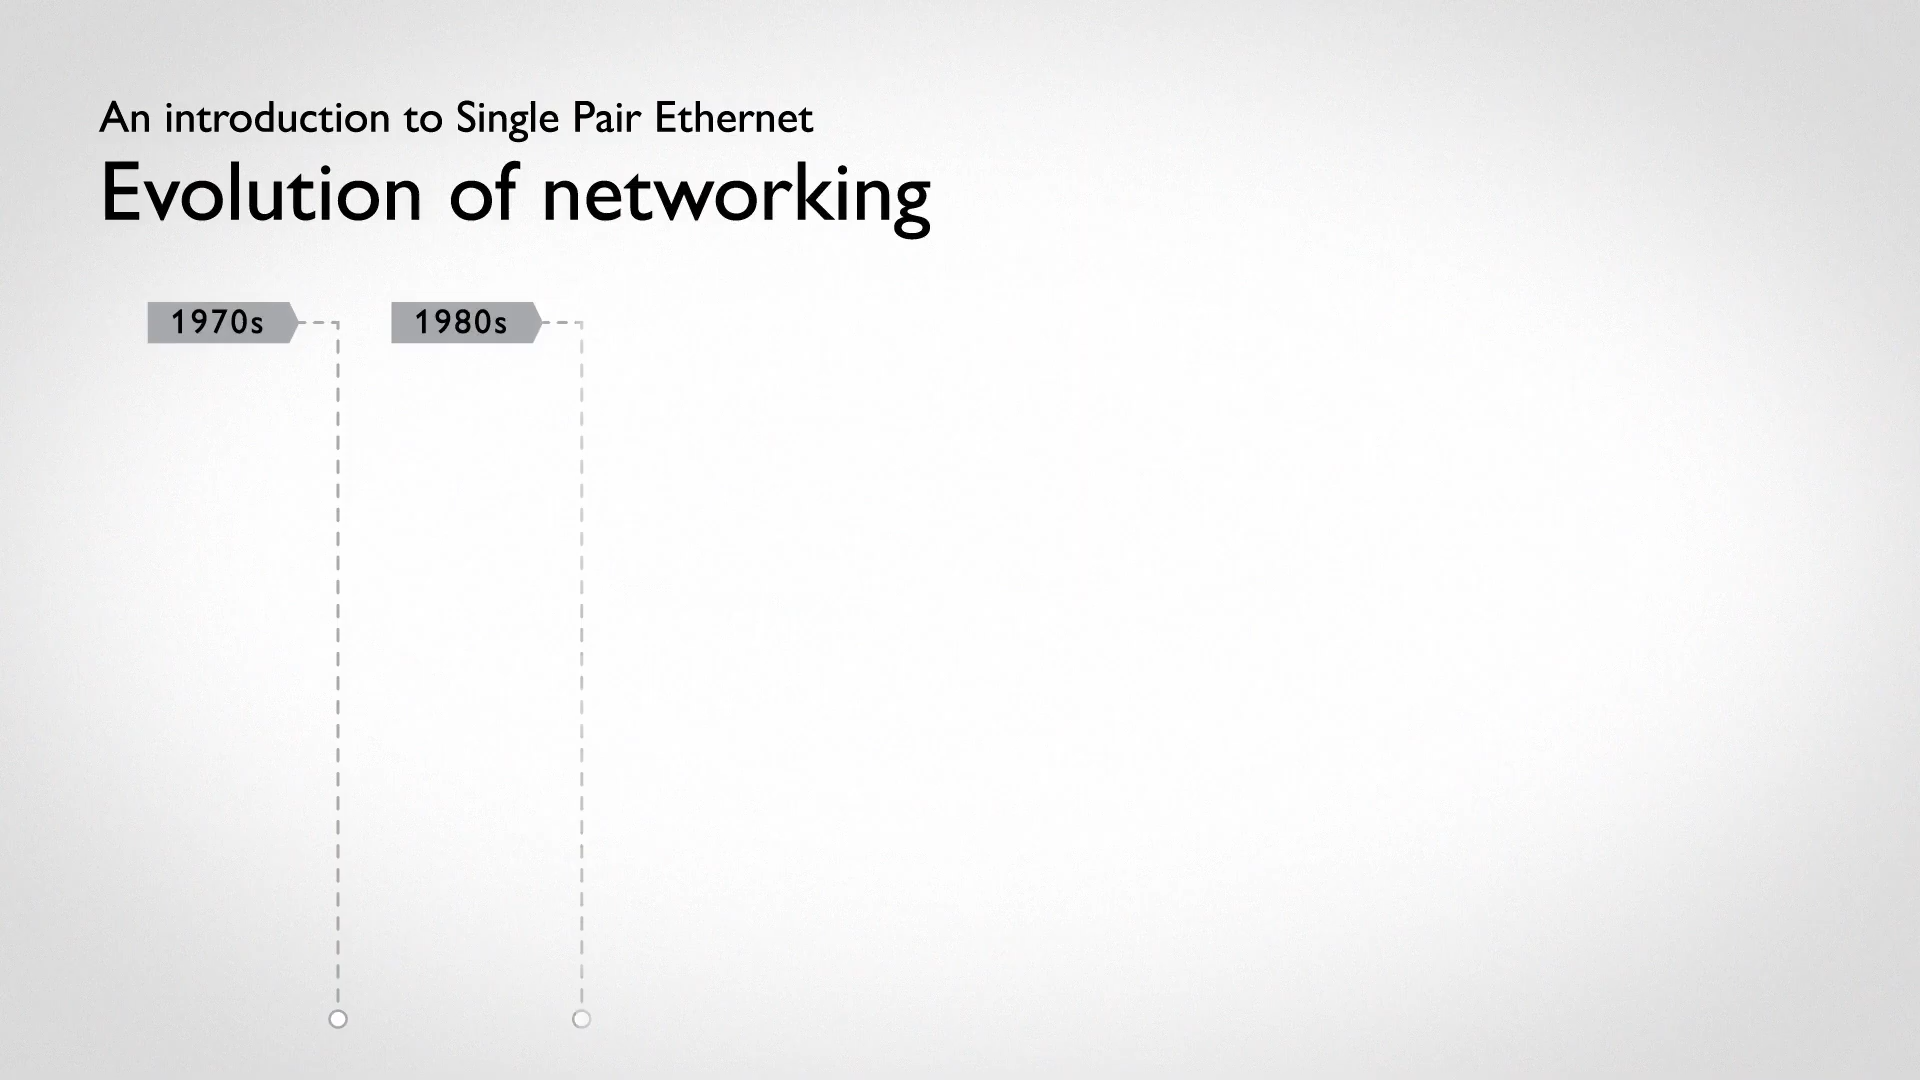 An introduction to Single Pair Ethernet
Evolution of networking
1970s
1980s